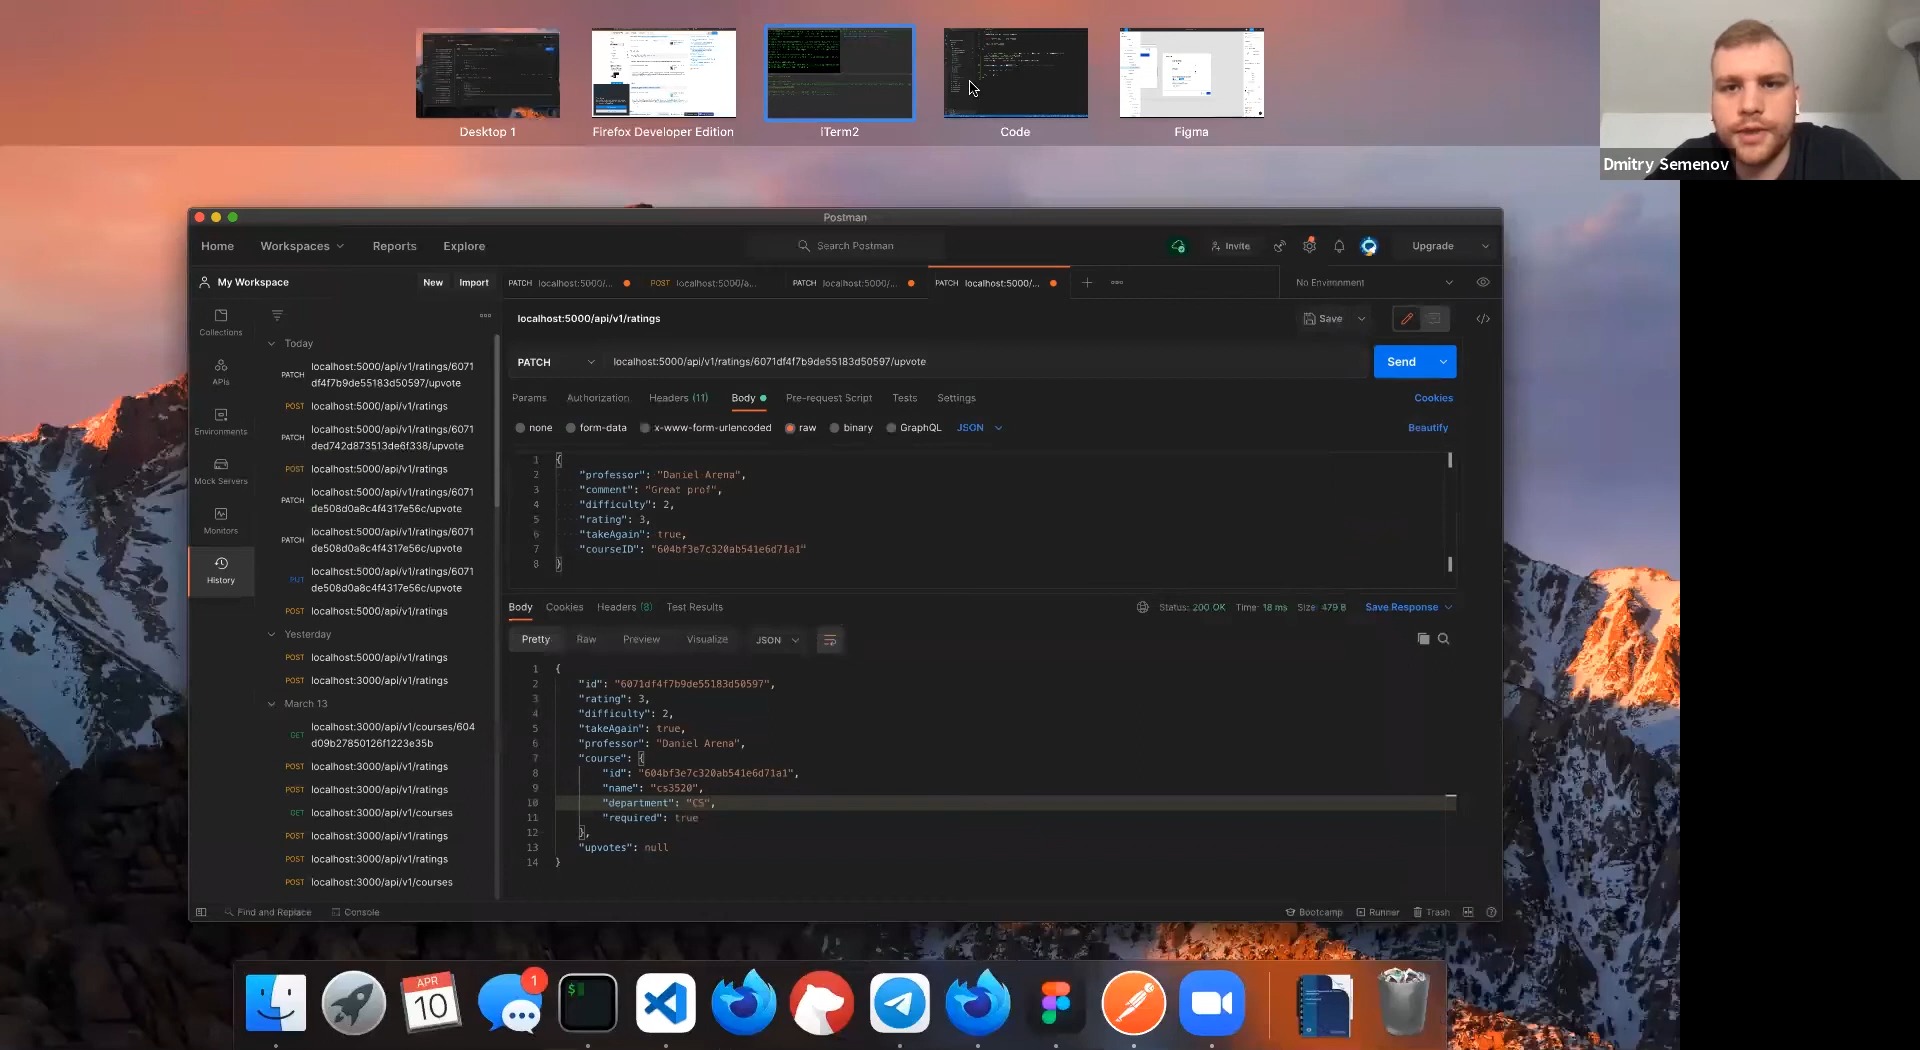 Desktop 1
Firefox Developer Edition
iTerm2
Code
Figma
Dmitry Semenov
Postman
Home
Workspaces
Reports
Explore
Search Postman
Invite
Upgrade
My Workspace
New
Import
PATCH localhost:5000/...
POST localhost:5000/a...
PATCH localhost:5000/...
PATCH localhost:5000/...
No Environment
localhost:5000/api/v1/ratings
Save
PATCH
localhost:5000/api/v1/ratings/6071df4f7b9de55183d50597/upvote
Send
Params
Authorization
Headers (11)
Body
Pre-request Script
Tests
Settings
Cookies
none
form-data
x-www-form-urlencoded
raw
binary
GraphQL
JSON
Beautify
1 {
2 "professor": "Daniel Arena",
3 "comment": "Great prof",
4 "difficulty": 2,
5 "rating": 3,
6 "takeAgain": true,
7 "courseID": "604bf3e7c320ab541e6d71a1"
8 }
Body
Cookies
Headers (8)
Test Results
Status: 200 OK
Time: 18 ms
Size: 479 B
Save Response
Pretty
Raw
Preview
Visualize
JSON
1 {
2 "id": "6071df4f7b9de55183d50597",
3 "rating": 3,
4 "difficulty": 2,
5 "takeAgain": true,
6 "professor": "Daniel Arena",
7 "course": {
8 "id": "604bf3e7c320ab541e6d71a1",
9 "name": "cs3520",
10 "department": "CS",
11 "required": true
12 },
13 "upvotes": null
14 }
Collections
APIs
Environments
Mock Servers
Monitors
History
Today
PATCH localhost:5000/api/v1/ratings/6071
df4f7b9de55183d50597/upvote
POST localhost:5000/api/v1/ratings
PATCH localhost:5000/api/v1/ratings/6071
ded742d873513de6f338/upvote
POST localhost:5000/api/v1/ratings
PATCH localhost:5000/api/v1/ratings/6071
de508d0a8c4f4317e56c/upvote
PATCH localhost:5000/api/v1/ratings/6071
de508d0a8c4f4317e56c/upvote
PUT localhost:5000/api/v1/ratings/6071
de508d0a8c4f4317e56c/upvote
POST localhost:5000/api/v1/ratings
Yesterday
POST localhost:5000/api/v1/ratings
POST localhost:3000/api/v1/ratings
March 13
GET localhost:3000/api/v1/courses/604
d09b27850126f1223e35b
POST localhost:3000/api/v1/ratings
POST localhost:3000/api/v1/ratings
GET localhost:3000/api/v1/courses
POST localhost:3000/api/v1/ratings
POST localhost:3000/api/v1/ratings
POST localhost:3000/api/v1/courses
Find and Replace
Console
Bootcamp
Runner
Trash
APR
10
1
$